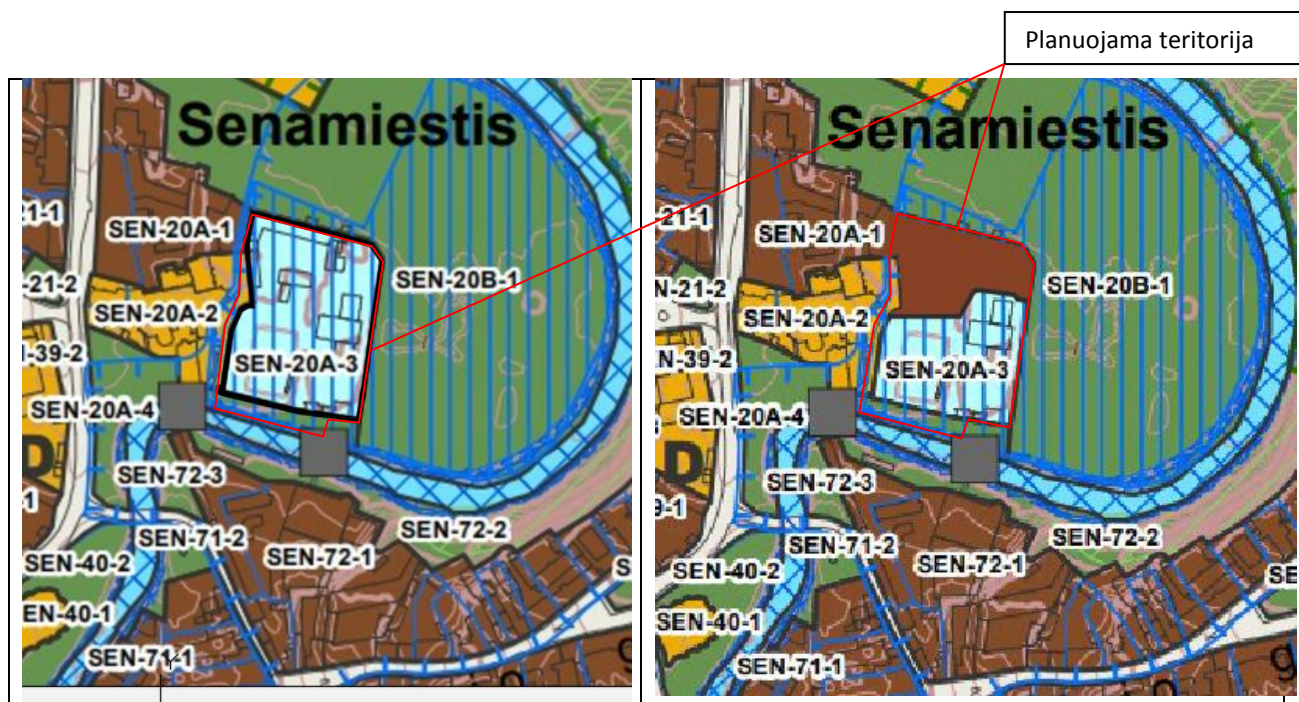 Planuojama teritorija
Senamiestis
21-1
SEN-20A-1
SEN-20B-1
-21-2
SEN-20A-2
-39-2
SEN-20A-3
SEN-20A-4
D
SEN-72-3
-1
SEN-71-2
SEN-72-2
SEN-72-1
SEN-40-2
S
EN-40-1
SEN-71-1
g
Senamiestis
-21-1
SEN-20A-1
SEN-20B-1
N-21-2
SEN-20A-2
N-39-2
SEN-20A-3
SEN-20A-4
D
SEN-72-3
9-1
SEN-71-2
SEN-72-2
SEN-72-1
SEN-40-2
SE
SEN-40-1
SEN-71-1
g